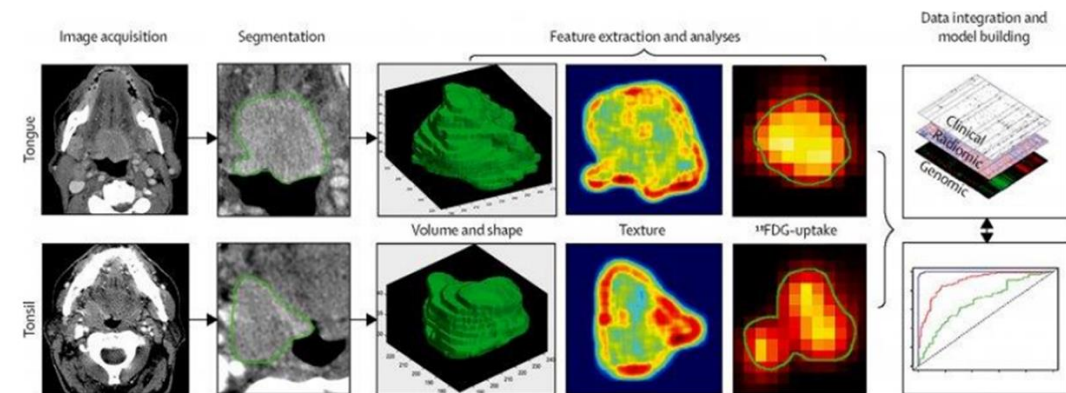 Image acquisition
Segmentation
Feature extraction and analyses
Data integration and
model building
Tongue
Clinical
Radiomic
Genomic
Volume and shape
Texture
¹⁸FDG-uptake
Tonsil